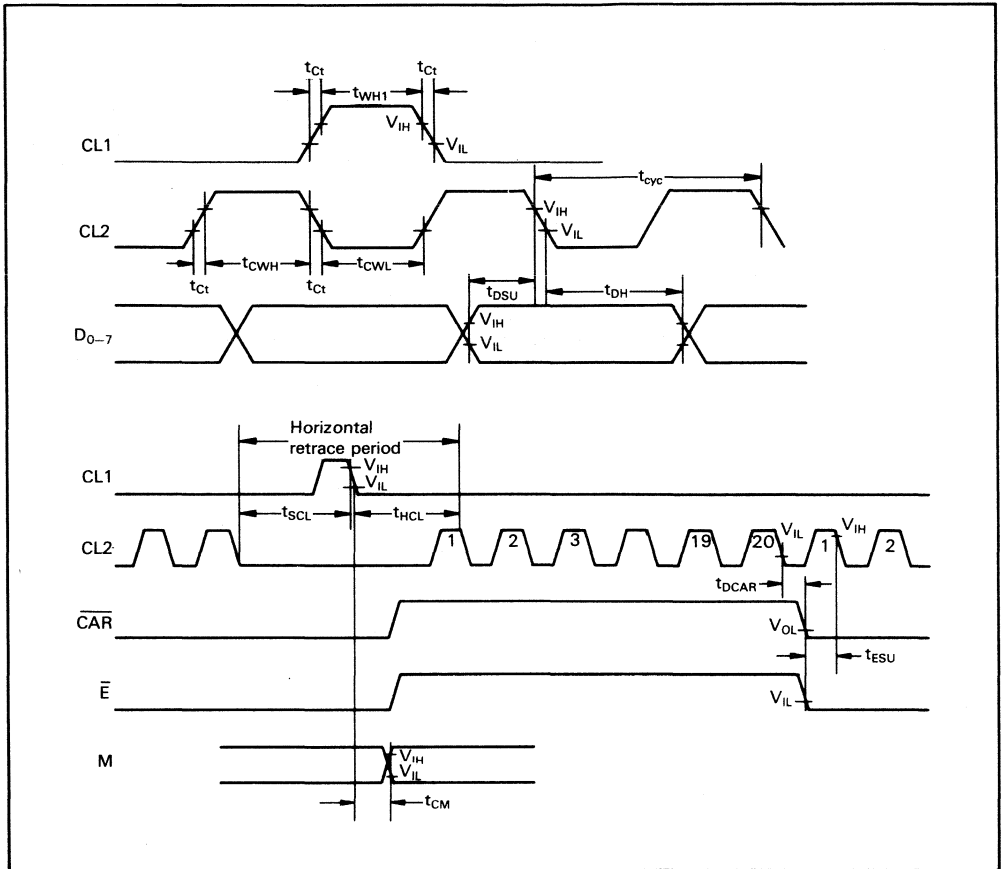 tCt tCt
tWH1
VIH
CL1 VIL
tcyc
VIH
CL2 VIL
tCWH tCWL
tCt tCt
tDSU tDH
VIH
D0–7
VIL
Horizontal
retrace period
VIH
CL1
VIL
tSCL tHCL
VIL VIH
CL2 1 2 3 19 20 1 2
tDCAR
CAR
VOL
tESU
E
VIL
M VIH
VIL
tCM